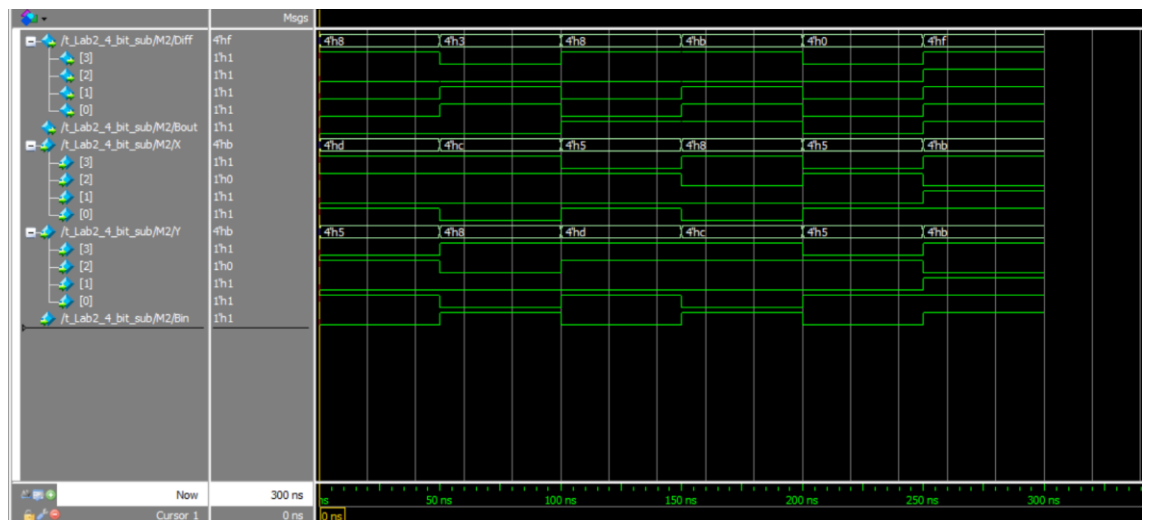 Msgs
/t_Lab2_4_bit_sub/M2/Diff 4'hf 4'h8 4'h3 4'h8 4'hb 4'h0 4'hf
[3] 1'h1
[2] 1'h1
[1] 1'h1
[0] 1'h1
/t_Lab2_4_bit_sub/M2/Bout 1'h1
/t_Lab2_4_bit_sub/M2/X 4'hb 4'hd 4'hc 4'h5 4'h8 4'h5 4'hb
[3] 1'h1
[2] 1'h0
[1] 1'h1
[0] 1'h1
/t_Lab2_4_bit_sub/M2/Y 4'hb 4'h5 4'h8 4'hd 4'hc 4'h5 4'hb
[3] 1'h1
[2] 1'h0
[1] 1'h1
[0] 1'h1
/t_Lab2_4_bit_sub/M2/Bin 1'h1
Now 300 ns ns 50 ns 100 ns 150 ns 200 ns 250 ns 300 ns
Cursor 1 0 ns 0 ns